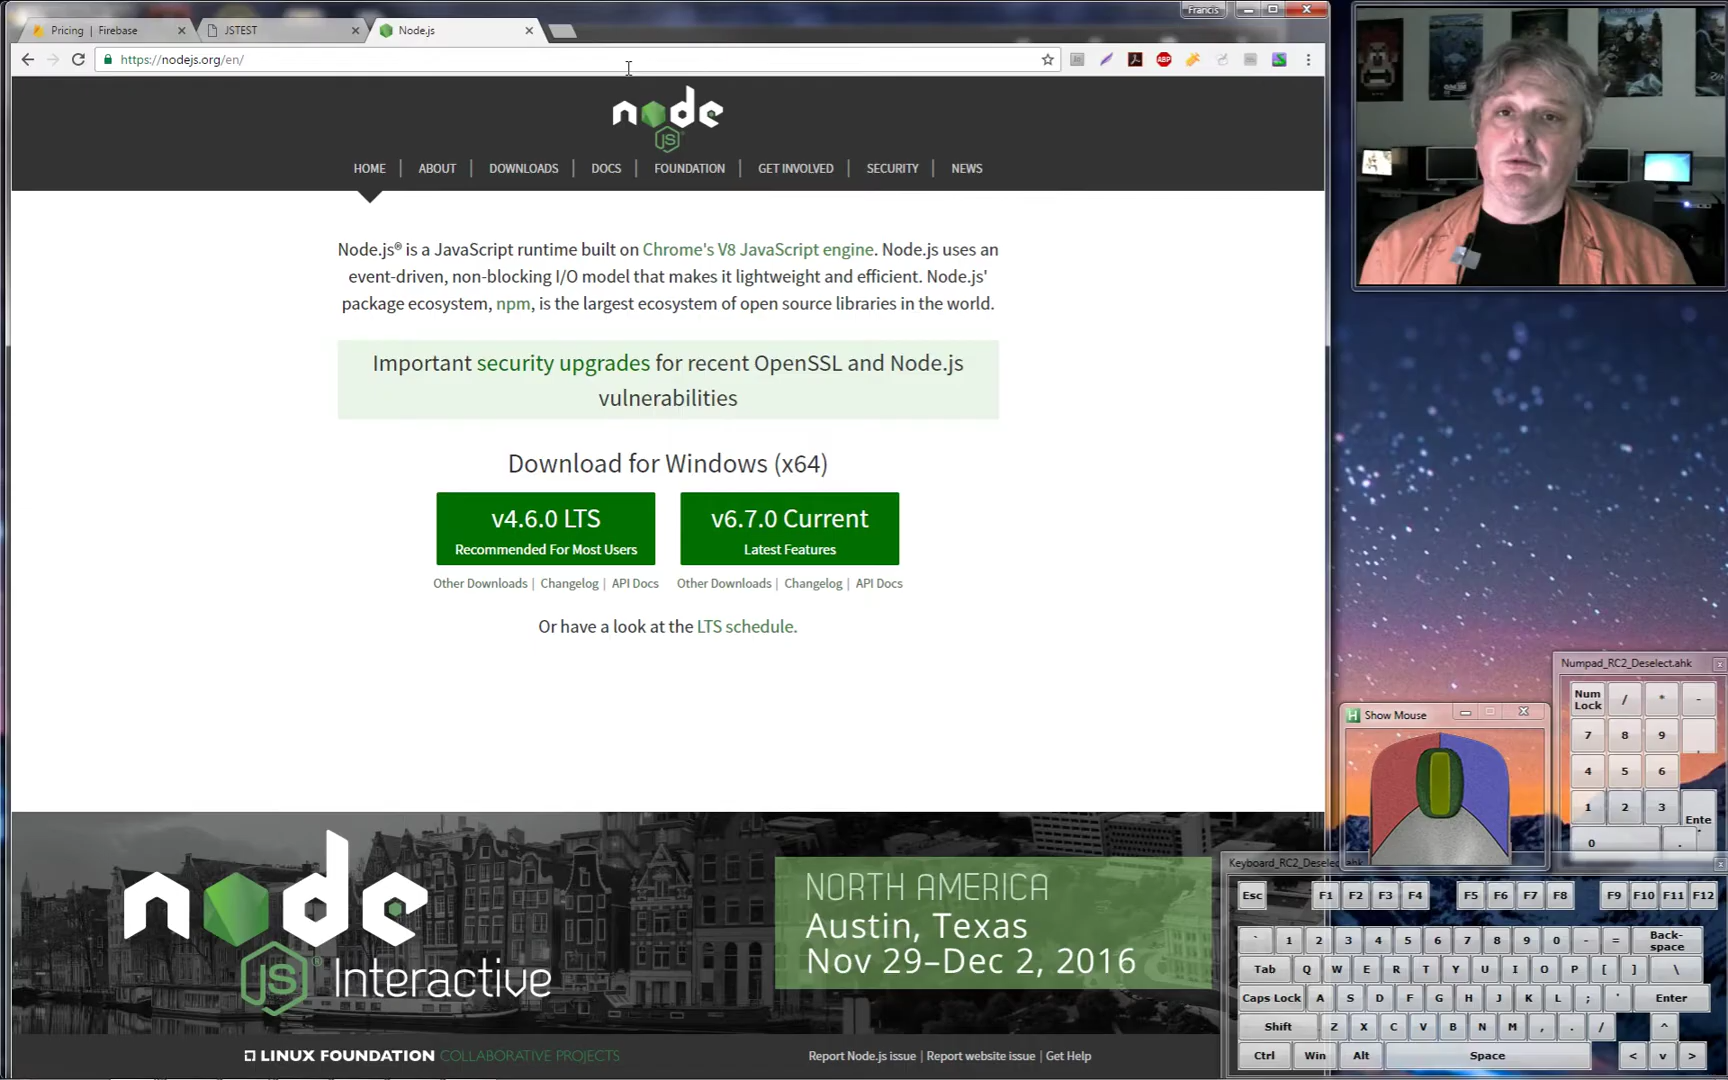 Francis
Pricing | Firebase
JSTEST
Node.js
https://nodejs.org/en/
ABP
node
JS
HOME | ABOUT | DOWNLOADS | DOCS | FOUNDATION | GET INVOLVED | SECURITY | NEWS
Node.js® is a JavaScript runtime built on Chrome's V8 JavaScript engine. Node.js uses an
event-driven, non-blocking I/O model that makes it lightweight and efficient. Node.js'
package ecosystem, npm, is the largest ecosystem of open source libraries in the world.
Important security upgrades for recent OpenSSL and Node.js
vulnerabilities
Download for Windows (x64)
v4.6.0 LTS
Recommended For Most Users
v6.7.0 Current
Latest Features
Other Downloads | Changelog | API Docs
Other Downloads | Changelog | API Docs
Or have a look at the LTS schedule.
node
JS® Interactive
NORTH AMERICA
Austin, Texas
Nov 29–Dec 2, 2016
LINUX FOUNDATION COLLABORATIVE PROJECTS
Report Node.js issue | Report website issue | Get Help
Numpad_RC2_Deselect.ahk
Num
Lock / * -
7 8 9
4 5 6
1 2 3
Ente
0 .
H Show Mouse
Keyboard_RC2_Deselect.ahk
Esc F1 F2 F3 F4 F5 F6 F7 F8 F9 F10 F11 F12
` 1 2 3 4 5 6 7 8 9 0 - = Back-
space
Tab Q W E R T Y U I O P [ ] \
Caps Lock A S D F G H J K L ; ' Enter
Shift Z X C V B N M , . / ^
Ctrl Win Alt Space < v >